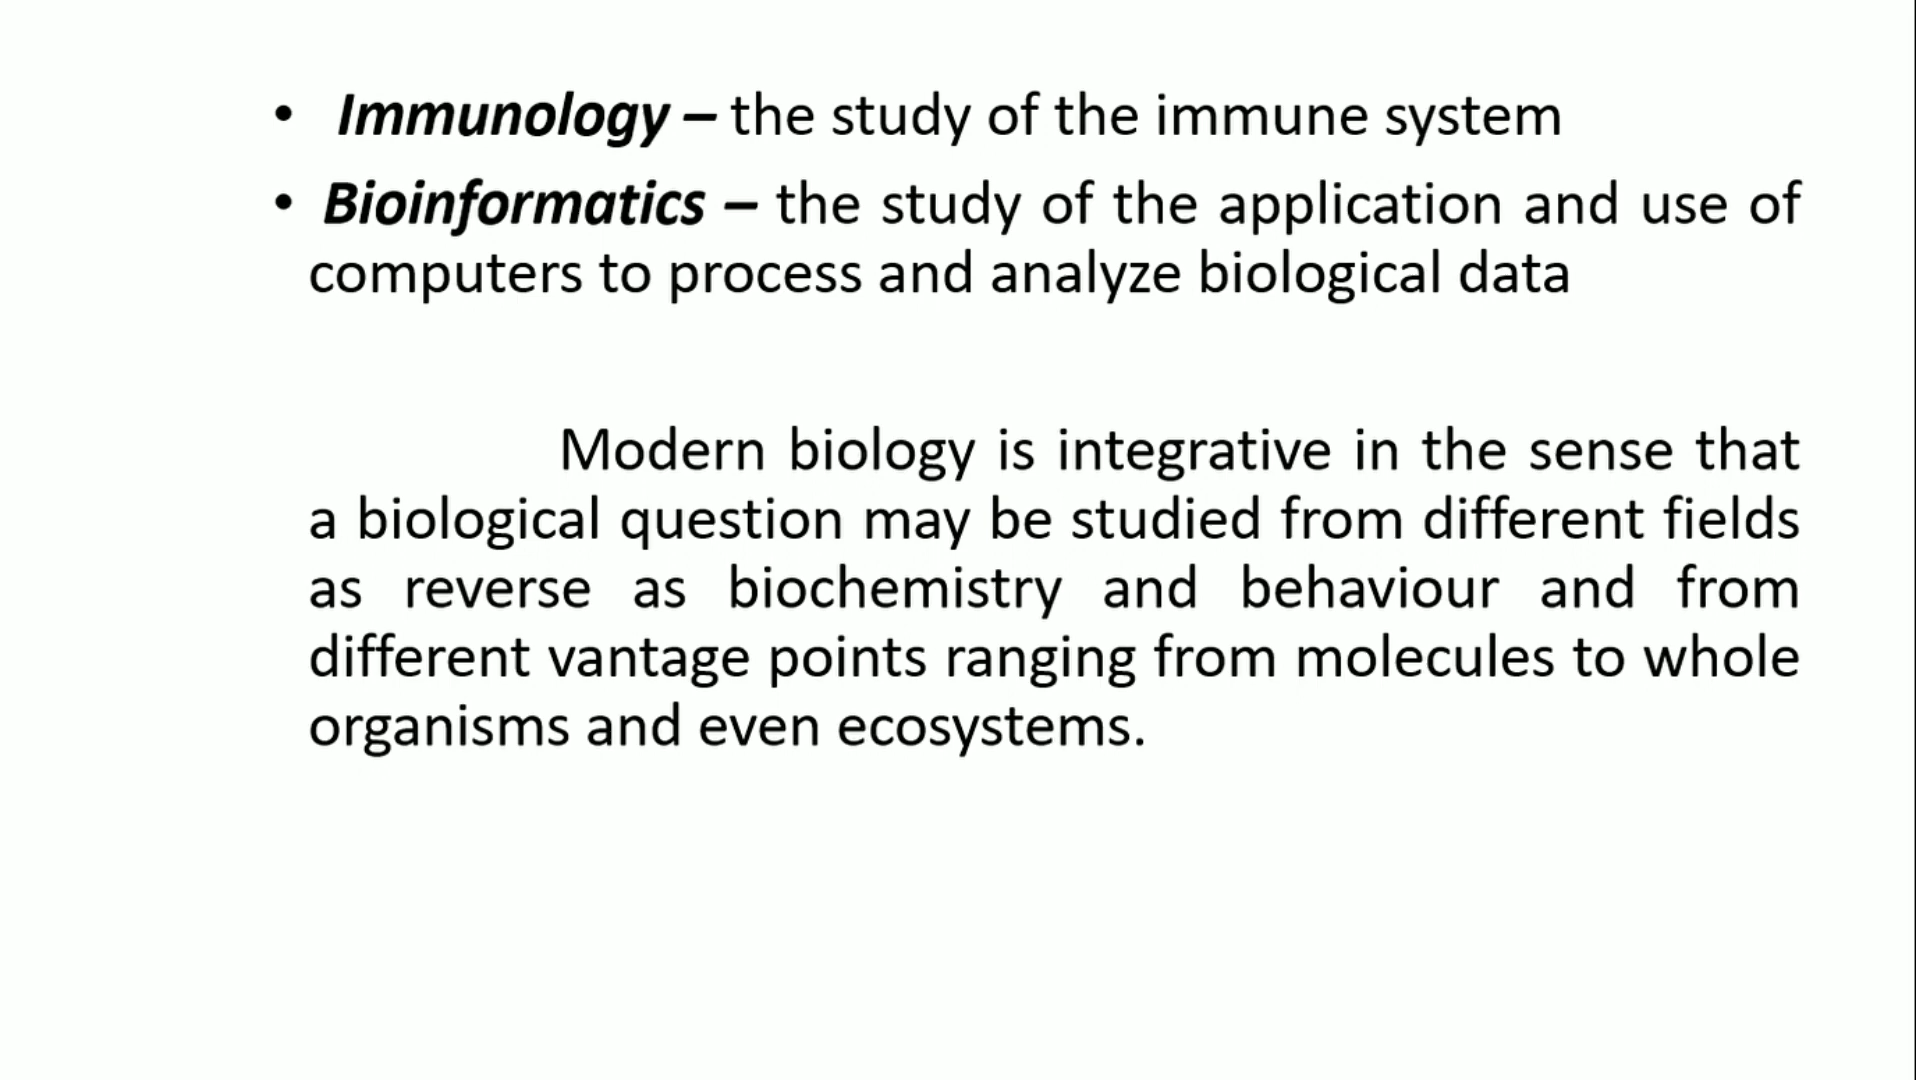 • Immunology – the study of the immune system
• Bioinformatics – the study of the application and use of
computers to process and analyze biological data
Modern biology is integrative in the sense that
a biological question may be studied from different fields
as reverse as biochemistry and behaviour and from
different vantage points ranging from molecules to whole
organisms and even ecosystems.